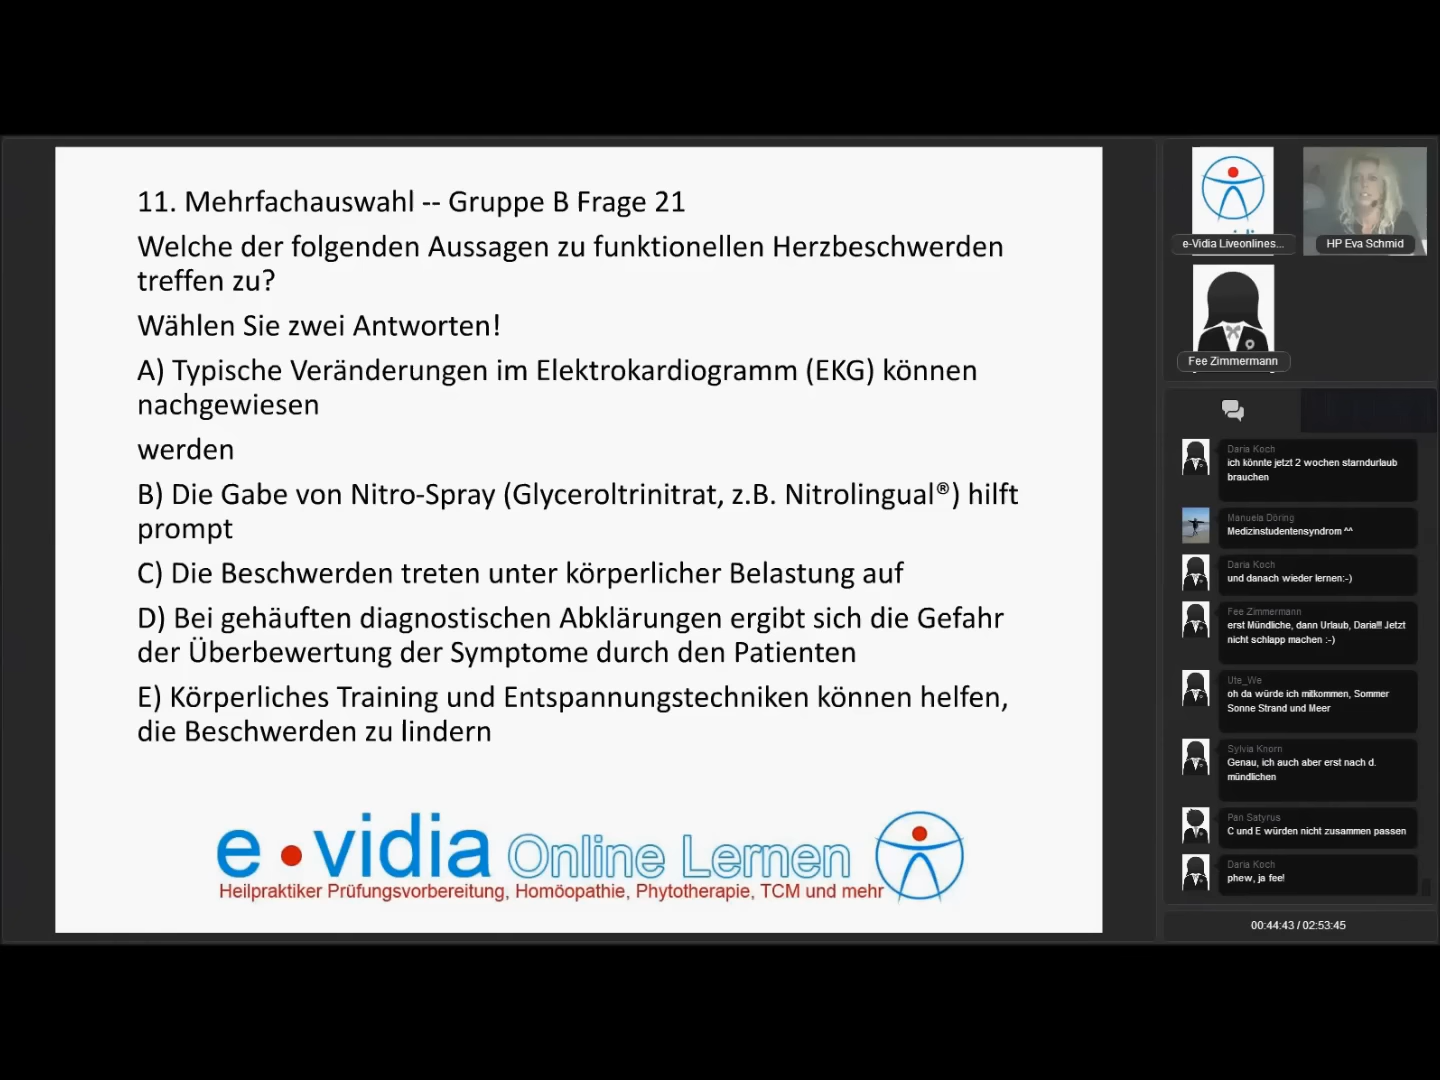 11. Mehrfachauswahl -- Gruppe B Frage 21
Welche der folgenden Aussagen zu funktionellen Herzbeschwerden
treffen zu?
Wählen Sie zwei Antworten!
A) Typische Veränderungen im Elektrokardiogramm (EKG) können
nachgewiesen
werden
B) Die Gabe von Nitro-Spray (Glyceroltrinitrat, z.B. Nitrolingual®) hilft
prompt
C) Die Beschwerden treten unter körperlicher Belastung auf
D) Bei gehäuften diagnostischen Abklärungen ergibt sich die Gefahr
der Überbewertung der Symptome durch den Patienten
E) Körperliches Training und Entspannungstechniken können helfen,
die Beschwerden zu lindern
e•vidia Online Lernen
Heilpraktiker Prüfungsvorbereitung, Homöopathie, Phytotherapie, TCM und mehr
e-Vidia Liveonlines...
HP Eva Schmid
Fee Zimmermann
Daria Koch
ich könnte jetzt 2 wochen starndurlaub
brauchen
Manuela Döring
Medizinstudentensyndrom ^^
Daria Koch
und danach wieder lernen:-)
Fee Zimmermann
erst Mündliche, dann Urlaub, Daria!!! Jetzt
nicht schlapp machen :-)
Ute_We
oh da würde ich mitkommen, Sommer
Sonne Strand und Meer
Sylvia Knorn
Genau, ich auch aber erst nach d.
mündlichen
Pan Satyrus
C und E würden nicht zusammen passen
Daria Koch
phew, ja fee!
00:44:43 / 02:53:45